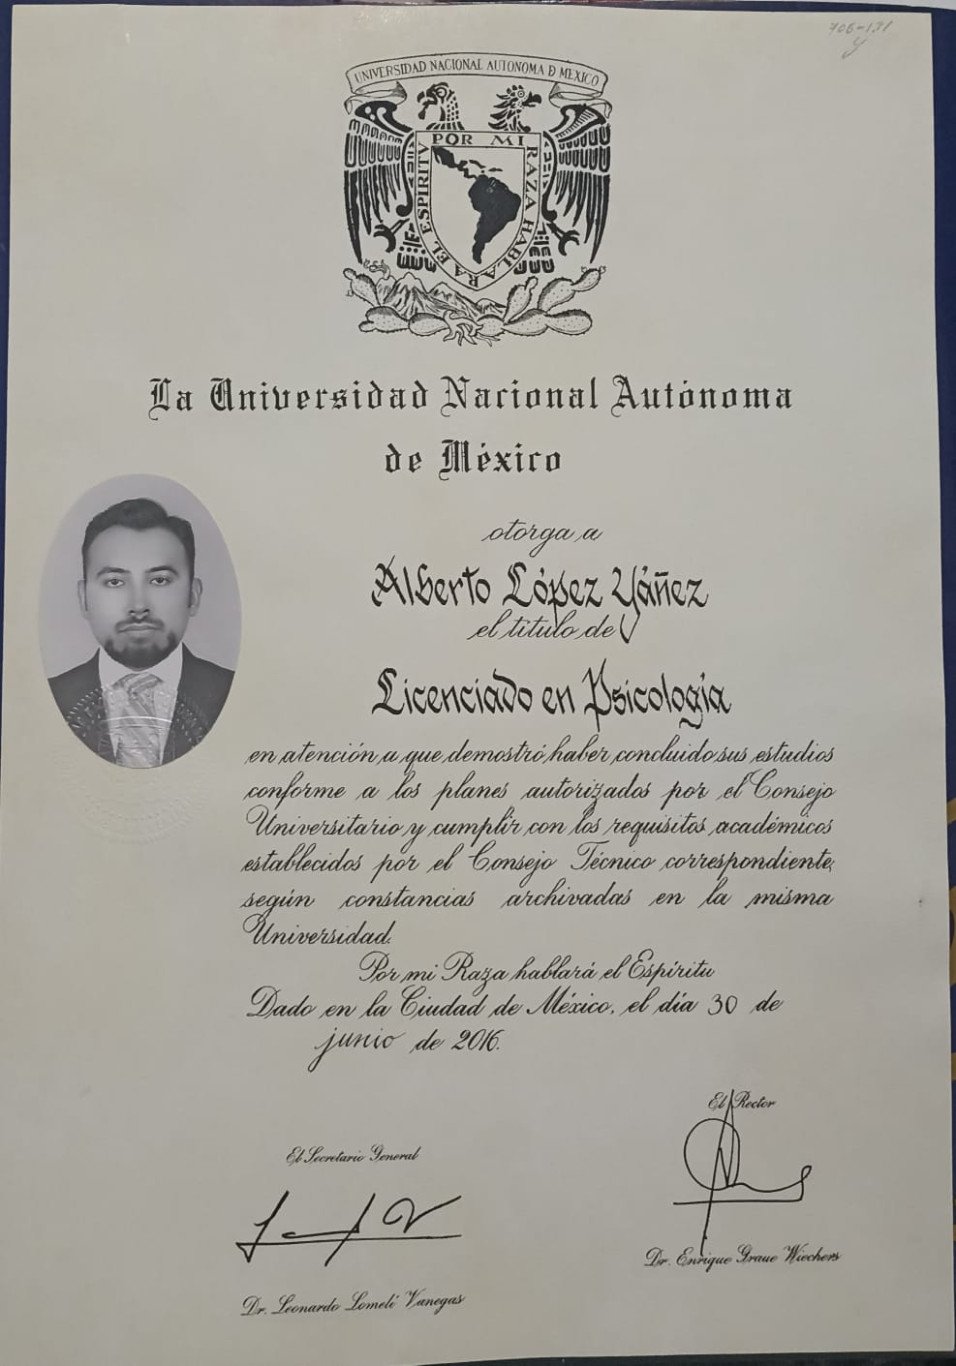 706-171
UNIVERSIDAD NACIONAL AUTONOMA D MEXICO
POR MI RAZA HABLARA EL ESPIRITV
La Universidad Nacional Autónoma
de México
otorga a
Alberto López Yáñez
el título de
Licenciado en Psicología
en atención a que demostró haber concluido sus estudios
conforme a los planes autorizados por el Consejo
Universitario y cumplir con los requisitos académicos
establecidos por el Consejo Técnico correspondiente,
según constancias archivadas en la misma
Universidad.
Por mi Raza hablará el Espíritu
Dado en la Ciudad de México, el día 30 de
junio de 2016.
El Rector
El Secretario General
Dr. Enrique Graue Wiechers
Dr. Leonardo Lomelí Vanegas